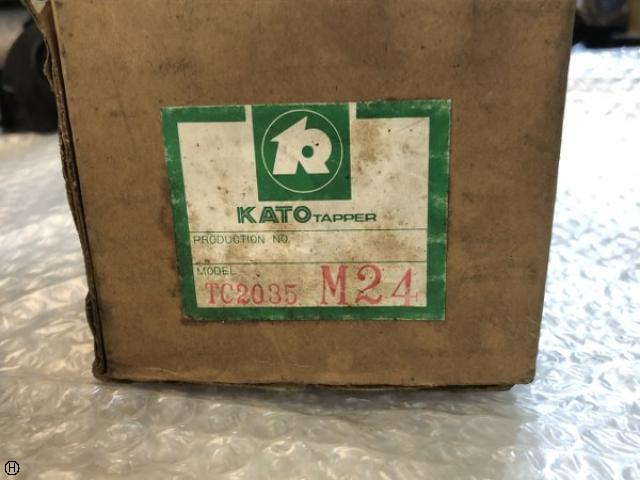 KATO TAPPER
PRODUCTION NO.
MODEL
TC2035 M24
H